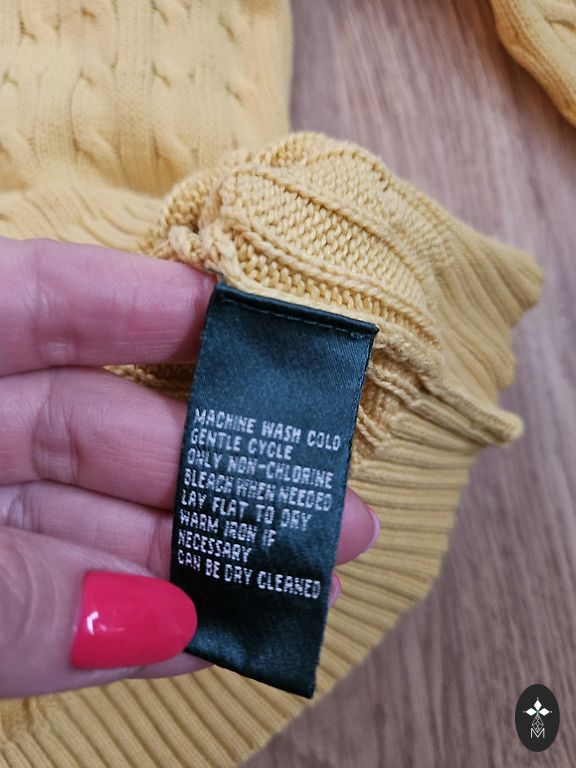 MACHINE WASH COLD
GENTLE CYCLE
ONLY NON-CHLORINE
BLEACH WHEN NEEDED
LAY FLAT TO DRY
WARM IRON IF
NECESSARY
CAN BE DRY CLEANED
M